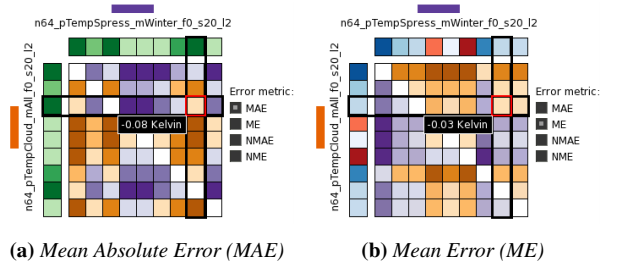 n64_pTempSpress_mWinter_f0_s20_l2
n64_pTempCloud_mAll_f0_s20_l2
Error metric:
MAE
ME
NMAE
NME
-0.08 Kelvin
(a) Mean Absolute Error (MAE)
n64_pTempSpress_mWinter_f0_s20_l2
n64_pTempCloud_mAll_f0_s20_l2
Error metric:
MAE
ME
NMAE
NME
-0.03 Kelvin
(b) Mean Error (ME)